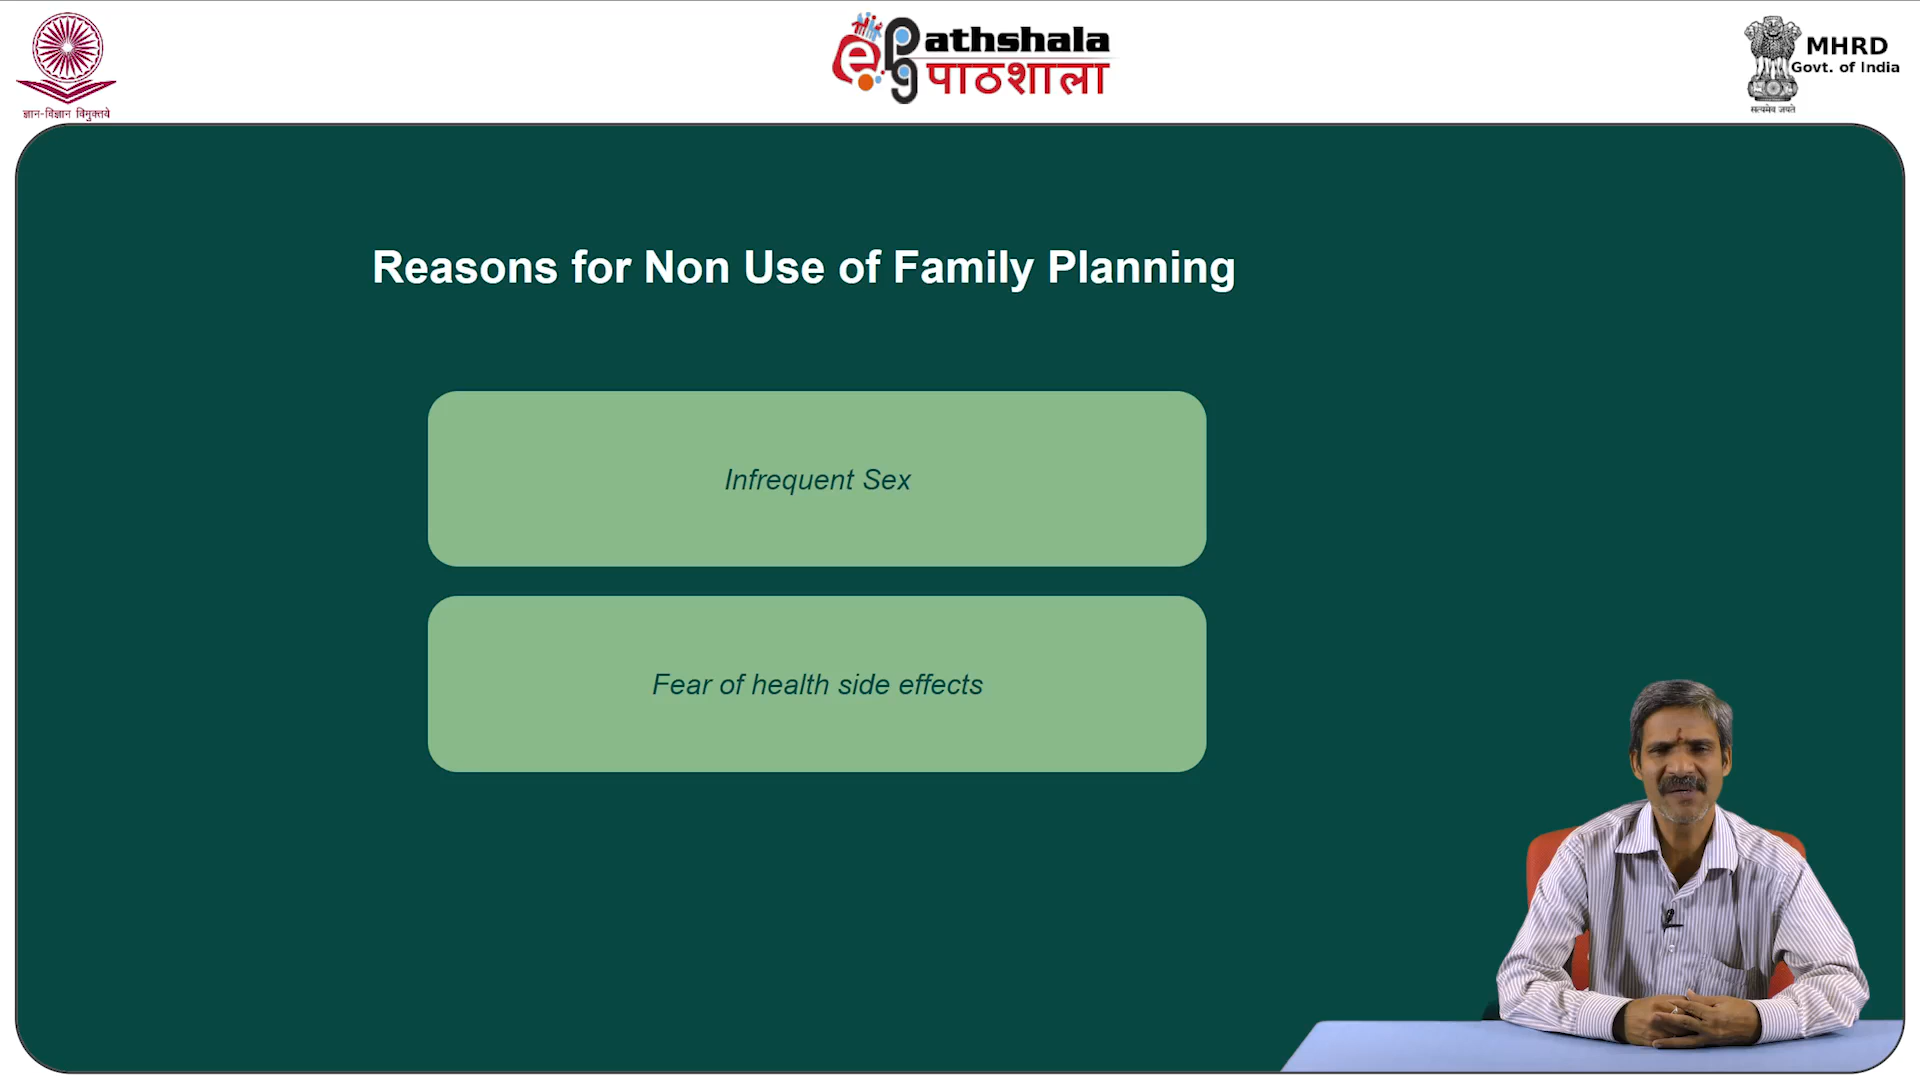 ज्ञान-विज्ञान विमुक्तये
e
pg
athshala
पाठशाला
MHRD
Govt. of India
सत्यमेव जयते
Reasons for Non Use of Family Planning
Infrequent Sex
Fear of health side effects